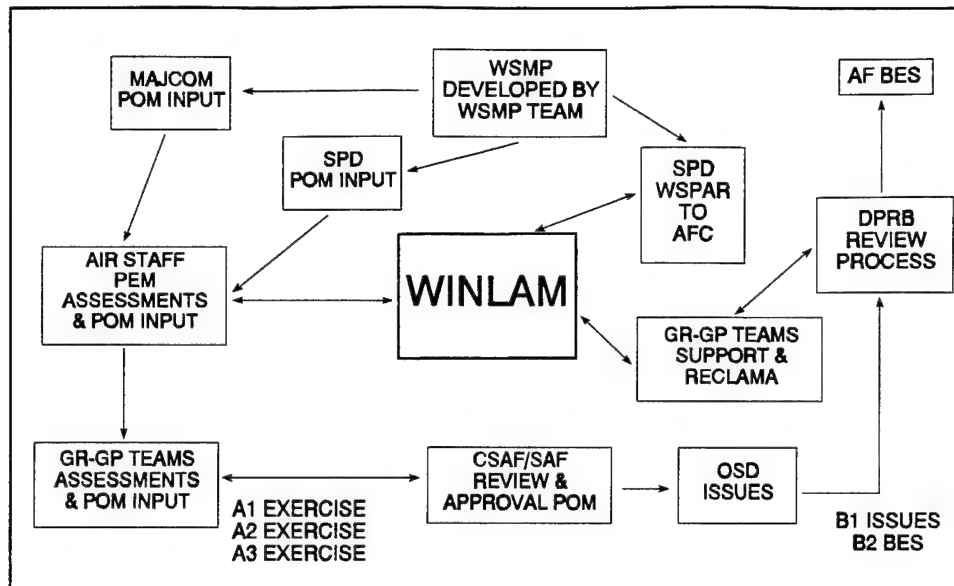 MAJCOM
POM INPUT
WSMP
DEVELOPED BY
WSMP TEAM
AF BES
SPD
POM INPUT
SPD
WSPAR
TO
AFC
DPRB
REVIEW
PROCESS
AIR STAFF
PEM
ASSESSMENTS
& POM INPUT
WINLAM
GR-GP TEAMS
SUPPORT &
RECLAMA
GR-GP TEAMS
ASSESSMENTS
& POM INPUT
A1 EXERCISE
A2 EXERCISE
A3 EXERCISE
CSAF/SAF
REVIEW &
APPROVAL POM
OSD
ISSUES
B1 ISSUES
B2 BES